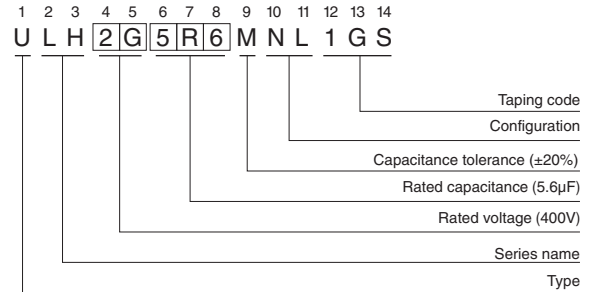 1 2 3 4 5 6 7 8 9 10 11 12 13 14
U L H 2 G 5 R 6 M N L 1 G S
Taping code
Configuration
Capacitance tolerance (±20%)
Rated capacitance (5.6µF)
Rated voltage (400V)
Series name
Type